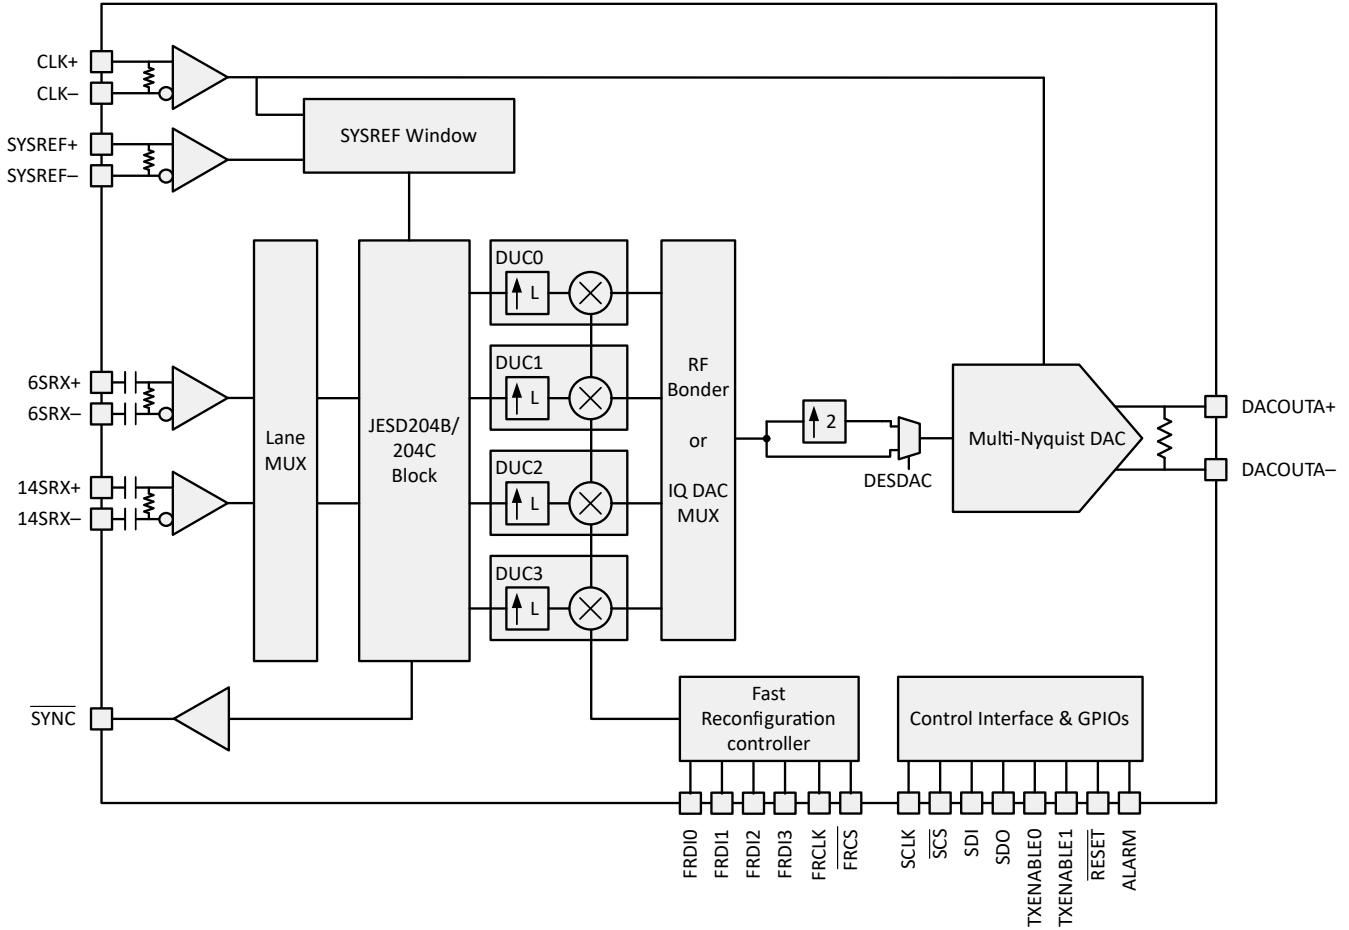 CLK+
CLK–
SYSREF+
SYSREF–
SYSREF Window
DUC0
L
6SRX+
6SRX–
14SRX+
14SRX–
Lane
MUX
JESD204B/
204C
Block
DUC1
L
DUC2
L
DUC3
L
RF
Bonder
or
IQ DAC
MUX
2
DESDAC
Multi-Nyquist DAC
DACOUTA+
DACOUTA–
SYNC
Fast
Reconfiguration
controller
Control Interface & GPIOs
FRDI0
FRDI1
FRDI2
FRDI3
FRCLK
FRCS
SCLK
SCS
SDI
SDO
TXENABLE0
TXENABLE1
RESET
ALARM